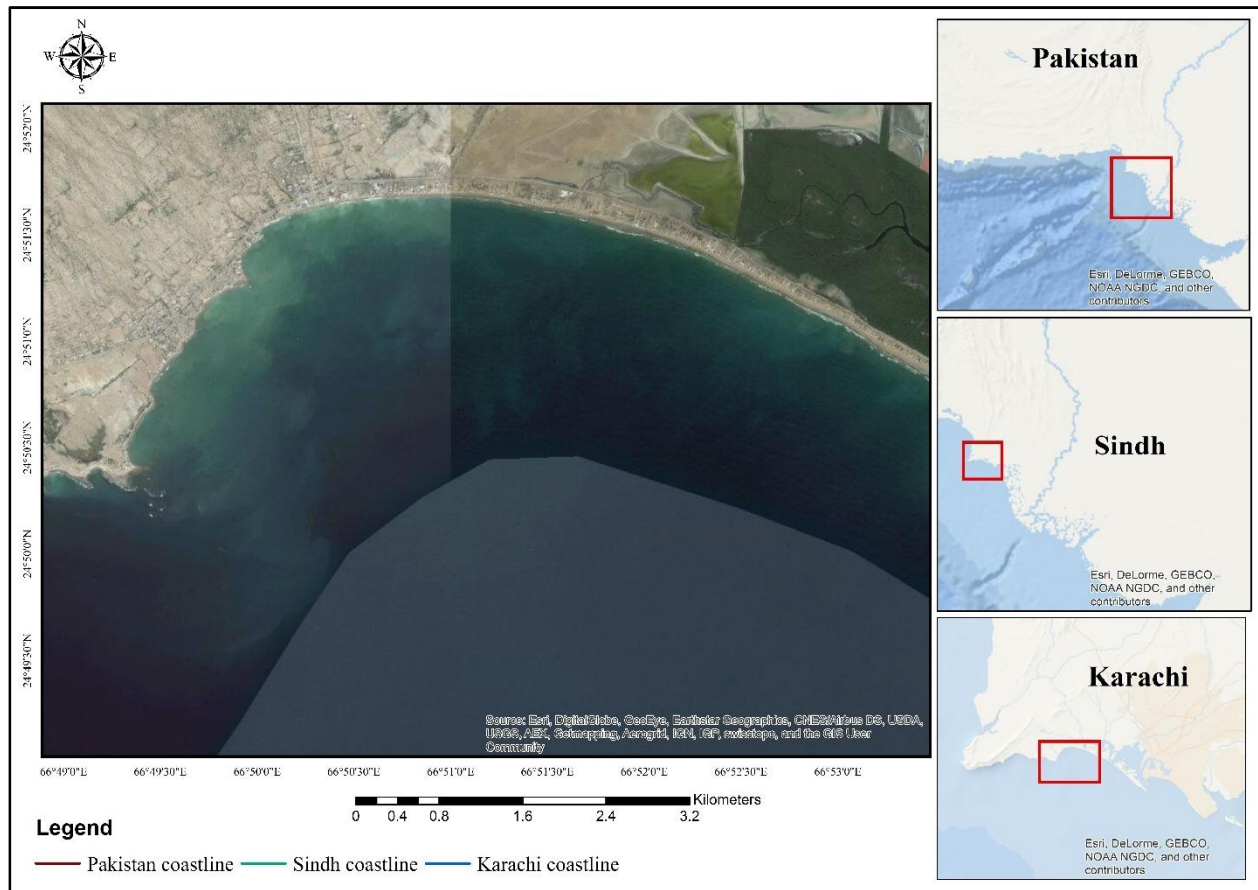 N
W E
S
24°52'0"N
24°51'30"N
24°51'0"N
24°50'30"N
24°50'0"N
24°49'30"N
Source: Esri, DigitalGlobe, GeoEye, Earthstar Geographics, CNES/Airbus DS, USDA,
USGS, AEX, Getmapping, Aerogrid, IGN, IGP, swisstopo, and the GIS User
Community
66°49'0"E 66°49'30"E 66°50'0"E 66°50'30"E 66°51'0"E 66°51'30"E 66°52'0"E 66°52'30"E 66°53'0"E
Kilometers
0 0.4 0.8 1.6 2.4 3.2
Legend
Pakistan coastline Sindh coastline Karachi coastline
Pakistan
Esri, DeLorme, GEBCO,
NOAA NGDC, and other
contributors
Sindh
Esri, DeLorme, GEBCO,
NOAA NGDC, and other
contributors
Karachi
Esri, DeLorme, GEBCO,
NOAA NGDC, and other
contributors